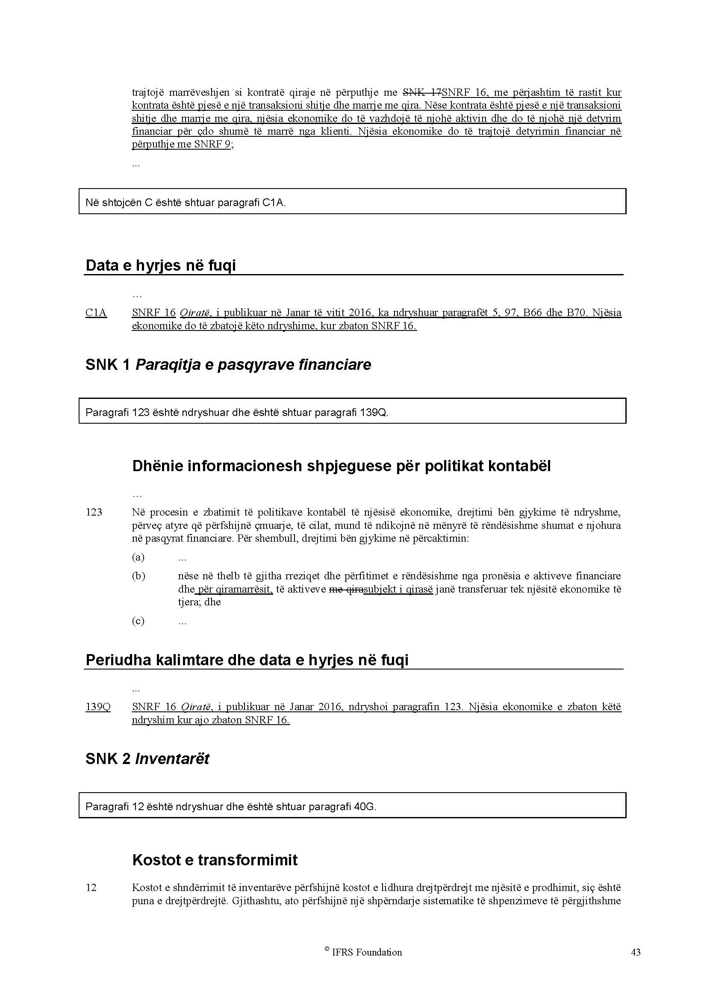 trajtojë marrëveshjen si kontratë qiraje në përputhje me SNK 17SNRF 16, me përjashtim të rastit kur
kontrata është pjesë e një transaksioni shitje dhe marrje me qira. Nëse kontrata është pjesë e një transaksioni
shitje dhe marrje me qira, njësia ekonomike do të vazhdojë të njohë aktivin dhe do të njohë një detyrim
financiar për çdo shumë të marrë nga klienti. Njësia ekonomike do të trajtojë detyrimin financiar në
përputhje me SNRF 9;
...
Në shtojcën C është shtuar paragrafi C1A.
Data e hyrjes në fuqi
...
C1A SNRF 16 Qiratë, i publikuar në Janar të vitit 2016, ka ndryshuar paragrafët 5, 97, B66 dhe B70. Njësia
ekonomike do të zbatojë këto ndryshime, kur zbaton SNRF 16.
SNK 1 Paraqitja e pasqyrave financiare
Paragrafi 123 është ndryshuar dhe është shtuar paragrafi 139Q.
Dhënie informacionesh shpjeguese për politikat kontabël
...
123 Në procesin e zbatimit të politikave kontabël të njësisë ekonomike, drejtimi bën gjykime të ndryshme,
përveç atyre që përfshijnë çmuarje, të cilat, mund të ndikojnë në mënyrë të rëndësishme shumat e njohura
në pasqyrat financiare. Për shembull, drejtimi bën gjykime në përcaktimin:
(a) ...
(b) nëse në thelb të gjitha rreziqet dhe përfitimet e rëndësishme nga pronësia e aktiveve financiare
dhe për qiramarrësit, të aktiveve me qirasubjekt i qirasë janë transferuar tek njësitë ekonomike të
tjera; dhe
(c) ...
Periudha kalimtare dhe data e hyrjes në fuqi
...
139Q SNRF 16 Qiratë, i publikuar në Janar 2016, ndryshoi paragrafin 123. Njësia ekonomike e zbaton këtë
ndryshim kur ajo zbaton SNRF 16.
SNK 2 Inventarët
Paragrafi 12 është ndryshuar dhe është shtuar paragrafi 40G.
Kostot e transformimit
12 Kostot e shndërrimit të inventarëve përfshijnë kostot e lidhura drejtpërdrejt me njësitë e prodhimit, siç është
puna e drejtpërdrejtë. Gjithashtu, ato përfshijnë një shpërndarje sistematike të shpenzimeve të përgjithshme
© IFRS Foundation 43